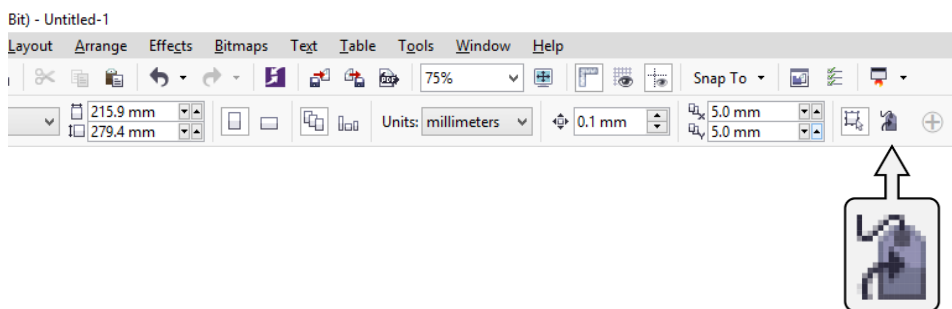 Bit) - Untitled-1
Layout Arrange Effects Bitmaps Text Table Tools Window Help
PDF 75% Snap To
215.9 mm
279.4 mm
Units: millimeters
0.1 mm
x 5.0 mm
y 5.0 mm